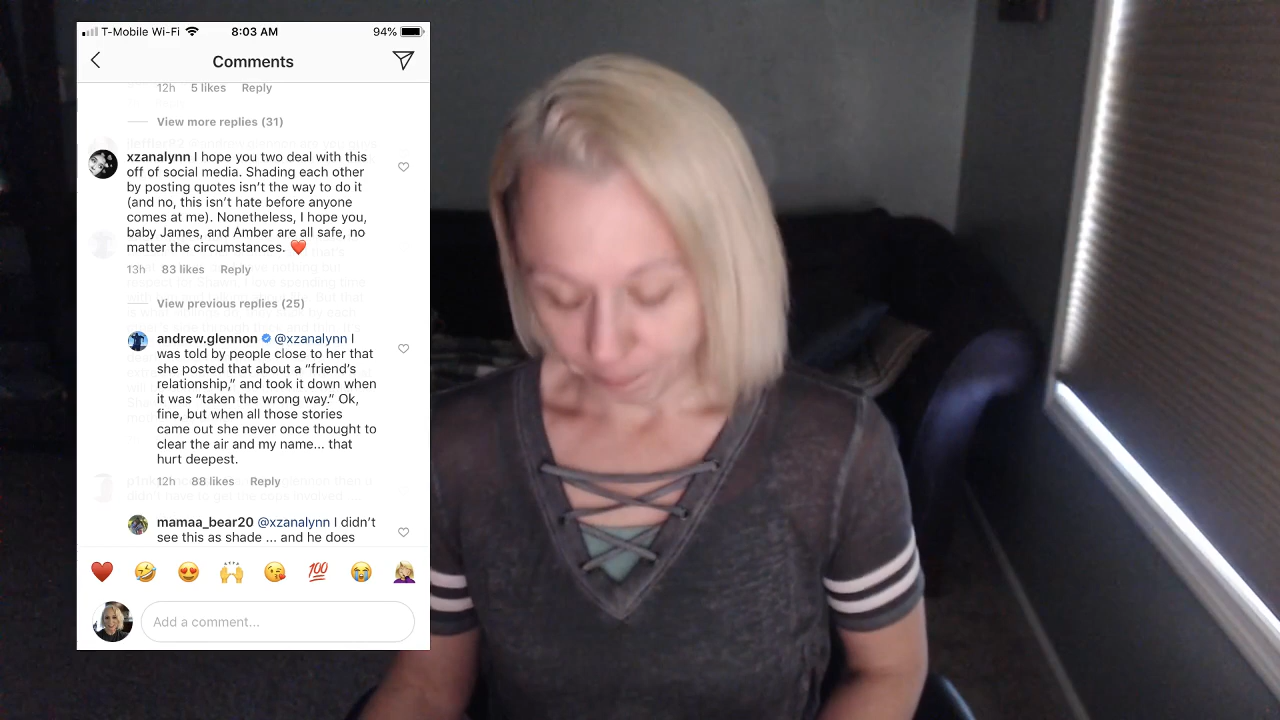 T-Mobile Wi-Fi 8:03 AM 94%
Comments
12h 5 likes Reply
View more replies (31)
xzanalynn I hope you two deal with this
off of social media. Shading each other
by posting quotes isn't the way to do it
(and no, this isn't hate before anyone
comes at me). Nonetheless, I hope you,
baby James, and Amber are all safe, no
matter the circumstances. ❤️
13h 83 likes Reply
View previous replies (25)
andrew.glennon @xzanalynn I
was told by people close to her that
she posted that about a “friend's
relationship,” and took it down when
it was “taken the wrong way.” Ok,
fine, but when all those stories
came out she never once thought to
clear the air and my name... that
hurt deepest.
12h 88 likes Reply
mamaa_bear20 @xzanalynn I didn't
see this as shade ... and he does
Add a comment...